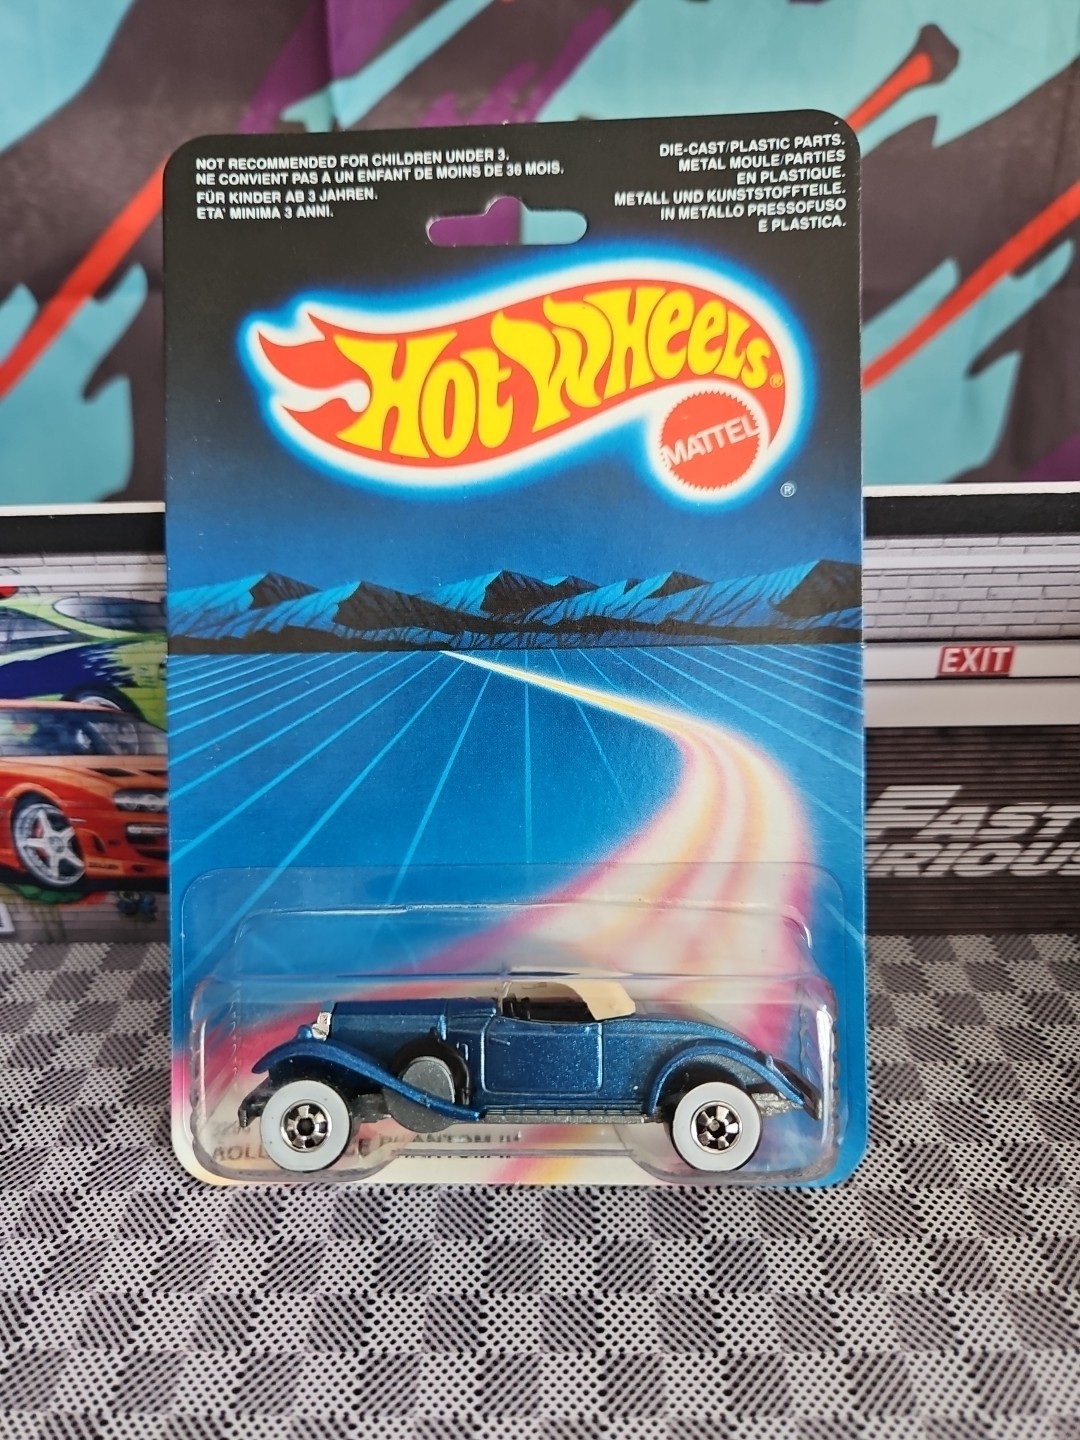 NOT RECOMMENDED FOR CHILDREN UNDER 3.
NE CONVIENT PAS A UN ENFANT DE MOINS DE 36 MOIS.
FÜR KINDER AB 3 JAHREN.
ETA' MINIMA 3 ANNI.
DIE-CAST/PLASTIC PARTS.
METAL MOULE/PARTIES
EN PLASTIQUE.
METALL UND KUNSTSTOFFTEILE.
IN METALLO PRESSOFUSO
E PLASTICA.
HOT WHEELS®
MATTEL
®
EXIT
FAST
PHANTOM II